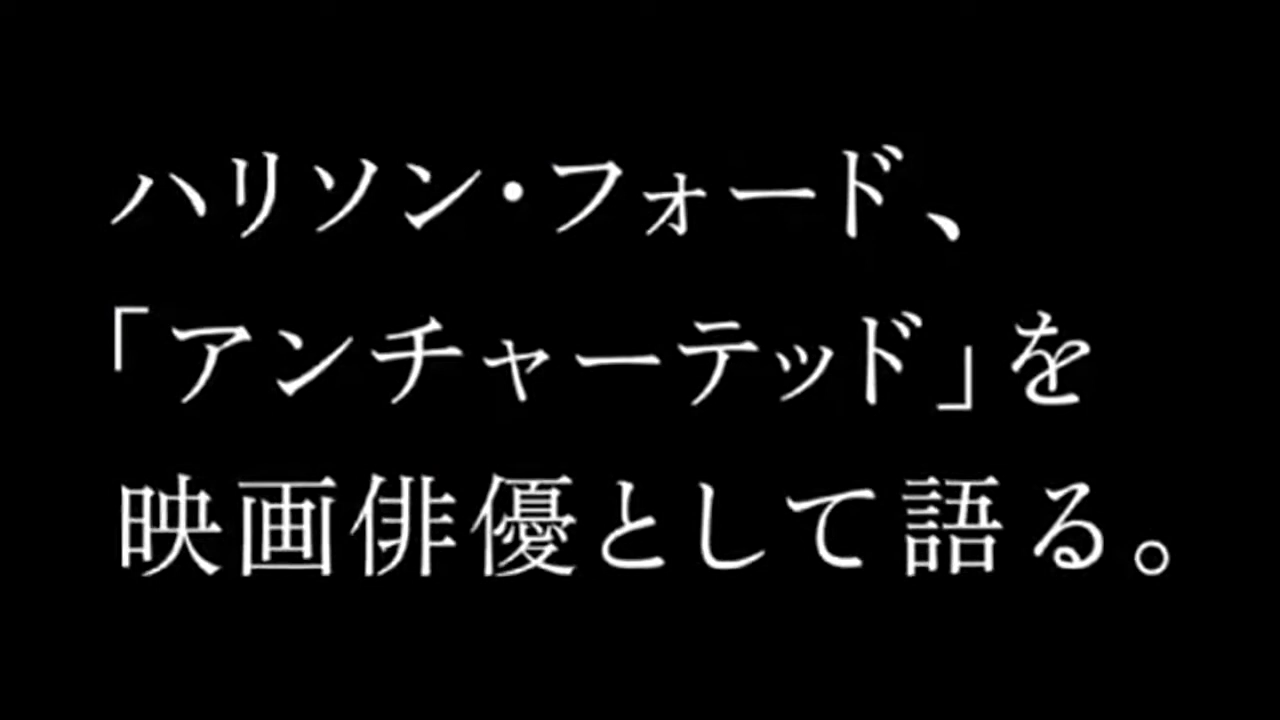 ハリソン・フォード、
「アンチャーテッド」を
映画俳優として語る。